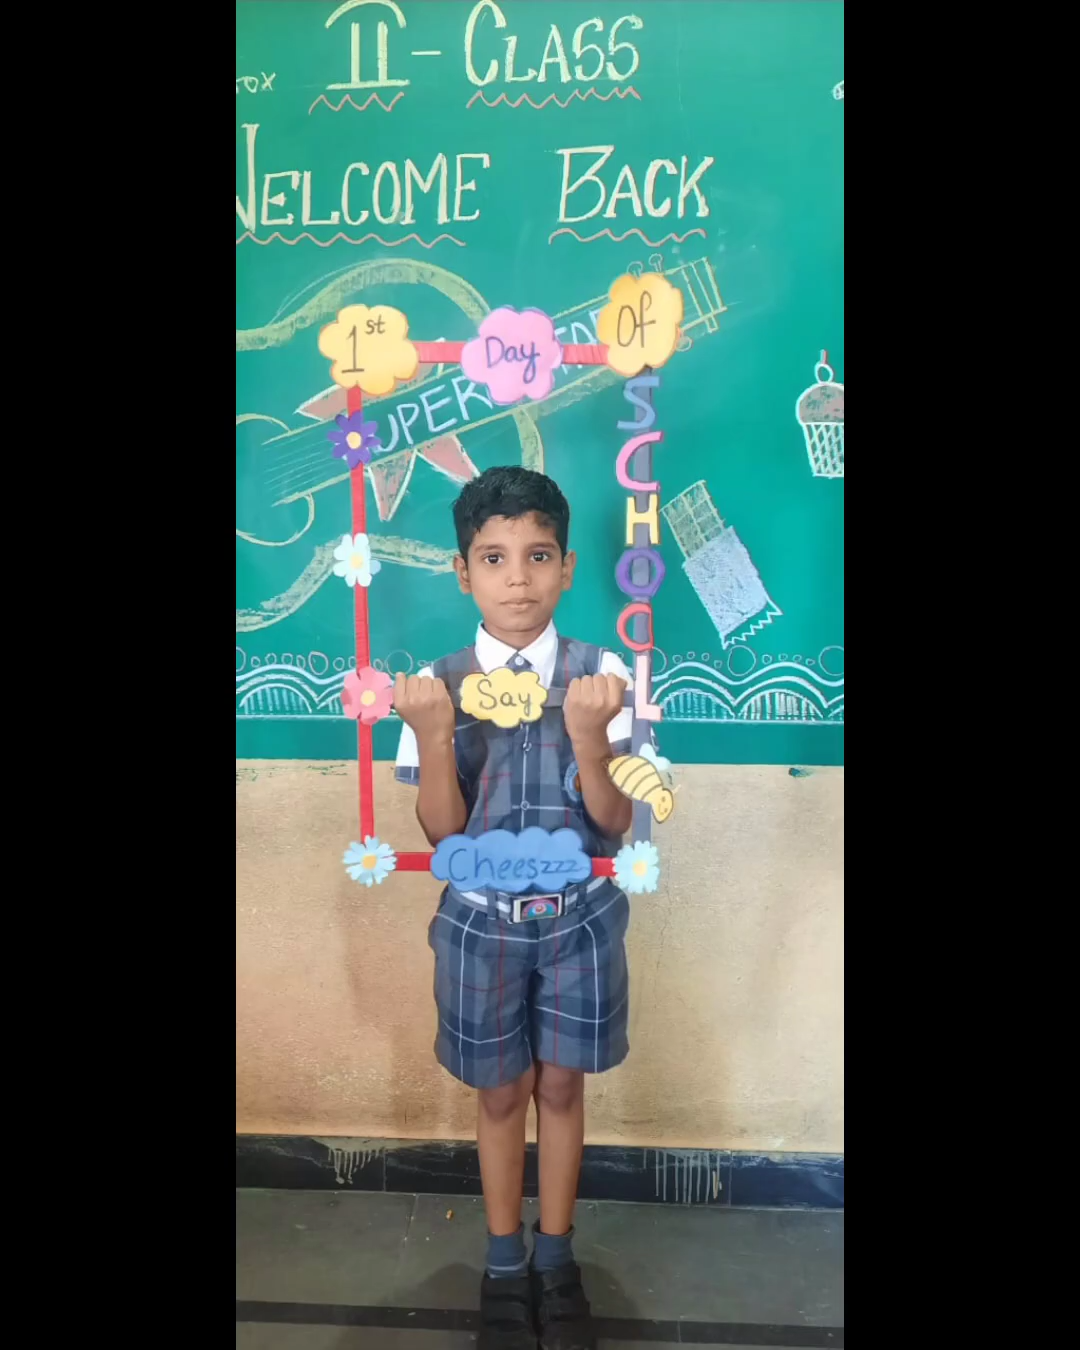 II - CLASS
WELCOME BACK
1st Day Of
SCHOOL
Say
Cheeszzz